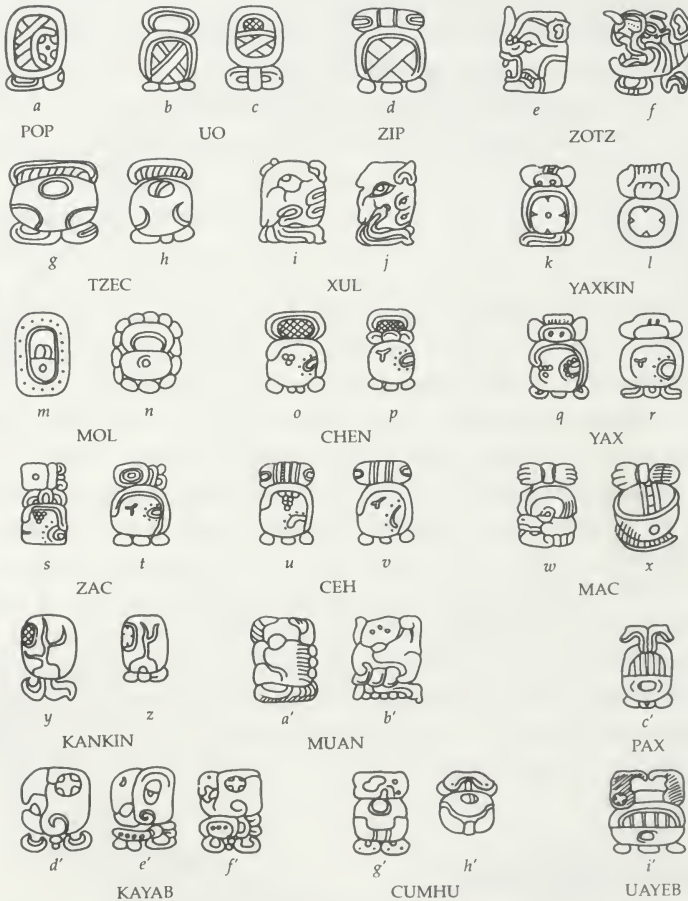 a b c d e f
POP UO ZIP ZOTZ
g h i j k l
TZEC XUL YAXKIN
m n o p q r
MOL CHEN YAX
s t u v w x
ZAC CEH MAC
y z a' b' c'
KANKIN MUAN PAX
d' e' f' g' h' i'
KAYAB CUMHU UAYEB